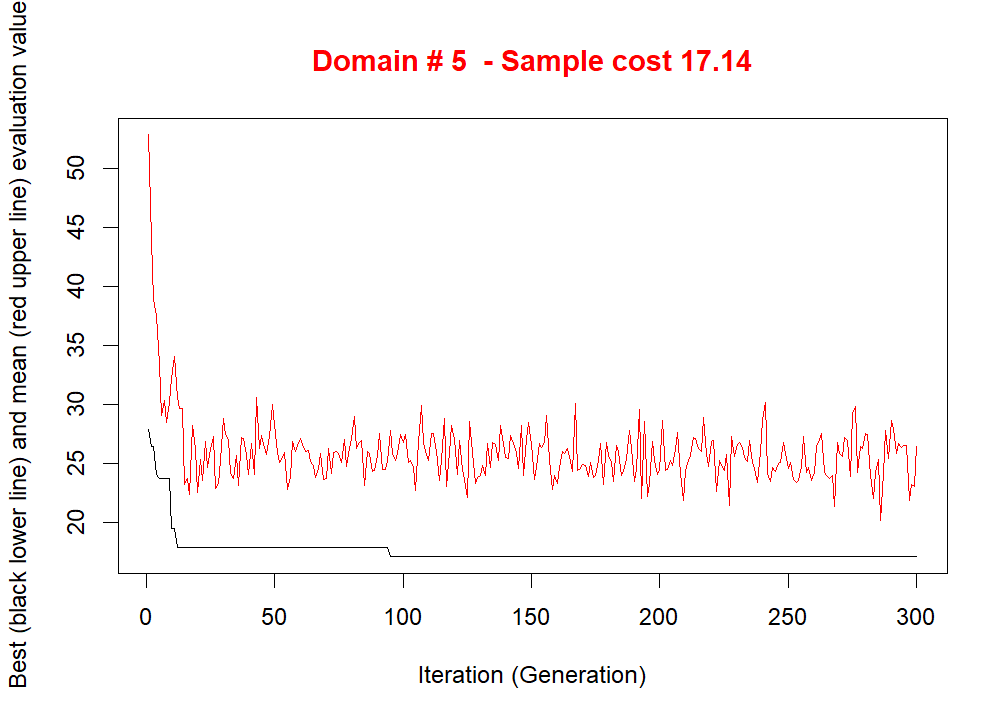 Domain # 5  - Sample cost 17.14
Best (black lower line) and mean (red upper line) evaluation value
50
45
40
35
30
25
20
0 50 100 150 200 250 300
Iteration (Generation)